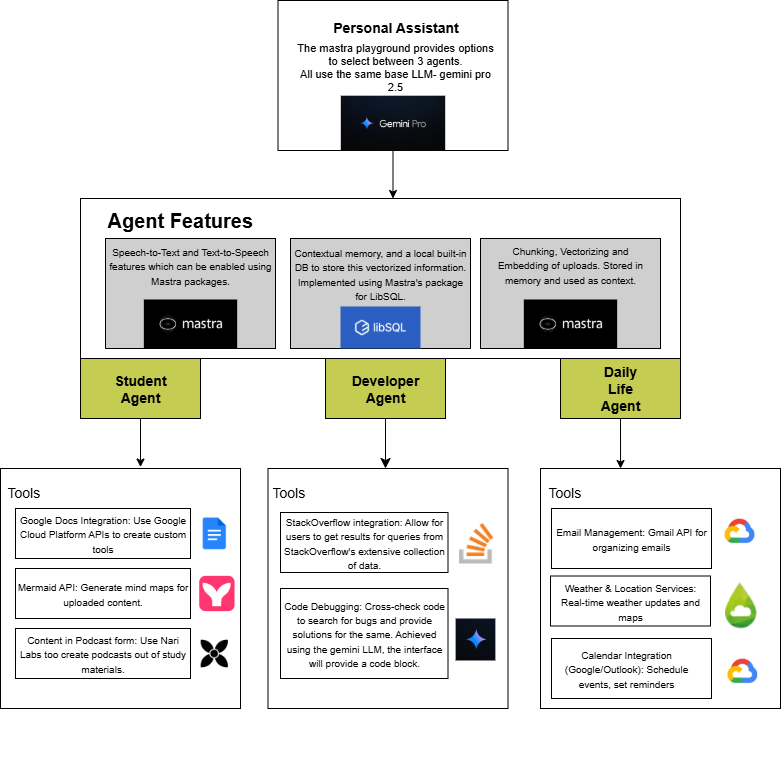 Personal Assistant
The mastra playground provides options
to select between 3 agents.
All use the same base LLM- gemini pro
2.5
Gemini Pro
Agent Features
Speech-to-Text and Text-to-Speech
features which can be enabled using
Mastra packages.
mastra
Contextual memory, and a local built-in
DB to store this vectorized information.
Implemented using Mastra's package
for LibSQL.
libSQL
Chunking, Vectorizing and
Embedding of uploads. Stored in
memory and used as context.
mastra
Student
Agent
Developer
Agent
Daily
Life
Agent
Tools
Google Docs Integration: Use Google
Cloud Platform APIs to create custom
tools
Mermaid API: Generate mind maps for
uploaded content.
Content in Podcast form: Use Nari
Labs too create podcasts out of study
materials.
Tools
StackOverflow integration: Allow for
users to get results for queries from
StackOverflow's extensive collection
of data.
Code Debugging: Cross-check code
to search for bugs and provide
solutions for the same. Achieved
using the gemini LLM, the interface
will provide a code block.
Tools
Email Management: Gmail API for
organizing emails
Weather & Location Services:
Real-time weather updates and
maps
Calendar Integration
(Google/Outlook): Schedule
events, set reminders